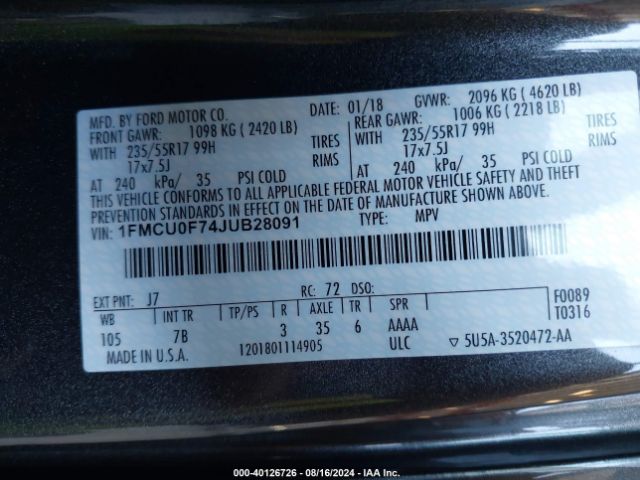 MFD. BY FORD MOTOR CO.
DATE: 01/18 GVWR: 2096 KG ( 4620 LB)
FRONT GAWR: 1098 KG ( 2420 LB) REAR GAWR: 1006 KG ( 2218 LB)
WITH 235/55R17 99H TIRES 235/55R17 99H TIRES
17x7.5J RIMS 17x7.5J RIMS
AT 240 kPa/ 35 PSI COLD AT 240 kPa/ 35 PSI COLD
THIS VEHICLE CONFORMS TO ALL APPLICABLE FEDERAL MOTOR VEHICLE SAFETY AND THEFT
PREVENTION STANDARDS IN EFFECT ON THE DATE OF MANUFACTURE SHOWN ABOVE.
VIN: 1FMCU0F74JUB28091 TYPE: MPV
EXT PNT: J7 RC: 72 DSO: F0089
WB INT TR TP/PS R AXLE TR SPR T0316
105 7B 3 35 6 AAAA
MADE IN U.S.A. 1201801114905 ULC ▽ 5U5A-3520472-AA
000-40126726 - 08/16/2024 - IAAI.COM